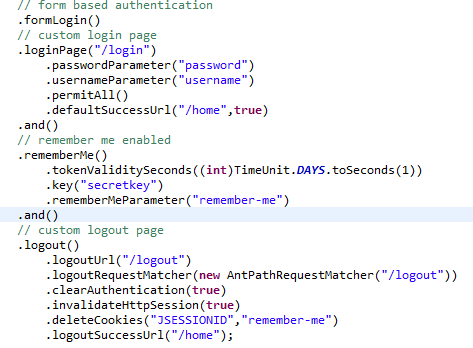 // form based authentication
.formLogin()
// custom login page
.loginPage("/login")
.passwordParameter("password")
.usernameParameter("username")
.permitAll()
.defaultSuccessUrl("/home",true)
.and()
// remember me enabled
.rememberMe()
.tokenValiditySeconds((int)TimeUnit.DAYS.toSeconds(1))
.key("secretkey")
.rememberMeParameter("remember-me")
.and()
// custom logout page
.logout()
.logoutUrl("/logout")
.logoutRequestMatcher(new AntPathRequestMatcher("/logout"))
.clearAuthentication(true)
.invalidateHttpSession(true)
.deleteCookies("JSESSIONID","remember-me")
.logoutSuccessUrl("/home");